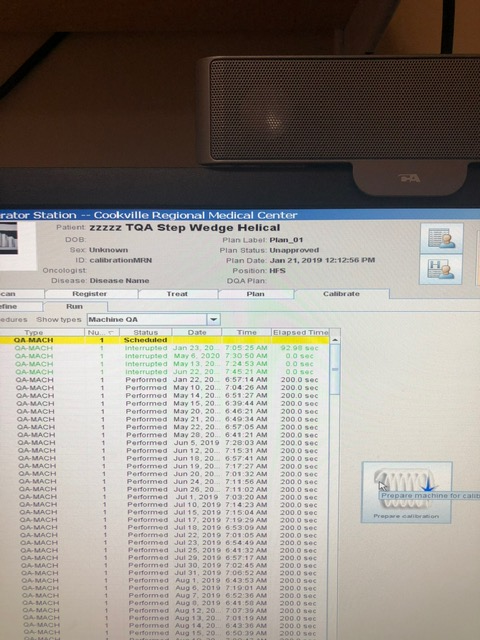 rator Station -- Cookville Regional Medical Center
Patient: zzzzz TQA Step Wedge Helical
DOB: Plan Label: Plan_01
Sex: Unknown Plan Status: Unapproved
ID: calibrationMRN Plan Date: Jan 21, 2019 12:12:56 PM
Oncologist: Position: HFS
Disease: Disease Name DQA Plan:
can Register Treat Plan Calibrate
efine Run
edures Show types Machine QA
Type Nu... Status Date Time Elapsed Time
QA-MACH 1 Scheduled
QA-MACH 1 Interrupted Jan 23, 20... 7:05:25 AM 92.98 sec
QA-MACH 1 Interrupted May 6, 2020 7:30:50 AM 0.0 sec
QA-MACH 1 Interrupted May 13, 20... 7:24:53 AM 0.0 sec
QA-MACH 1 Interrupted Jun 22, 20... 7:45:21 AM 0.0 sec
QA-MACH 1 Performed Jan 22, 20... 6:57:14 AM 200.0 sec
QA-MACH 1 Performed May 10, 20... 7:04:26 AM 200.0 sec
QA-MACH 1 Performed May 14, 20... 6:51:27 AM 200.0 sec
QA-MACH 1 Performed May 15, 20... 6:39:44 AM 200.0 sec
QA-MACH 1 Performed May 20, 20... 6:46:21 AM 200.0 sec
QA-MACH 1 Performed May 21, 20... 6:49:34 AM 200.0 sec
QA-MACH 1 Performed May 22, 20... 6:57:05 AM 200.0 sec
QA-MACH 1 Performed May 28, 20... 6:41:21 AM 200.0 sec
QA-MACH 1 Performed Jun 5, 2019 7:28:03 AM 200.0 sec
QA-MACH 1 Performed Jun 12, 20... 7:15:31 AM 200.0 sec
QA-MACH 1 Performed Jun 18, 20... 6:57:41 AM 200.0 sec
QA-MACH 1 Performed Jun 19, 20... 7:17:27 AM 200.0 sec
QA-MACH 1 Performed Jun 20, 20... 7:01:32 AM 200.0 sec
QA-MACH 1 Performed Jun 24, 20... 7:11:56 AM 200.0 sec
QA-MACH 1 Performed Jun 26, 20... 7:11:02 AM 200.0 sec
QA-MACH 1 Performed Jul 1, 2019 7:03:20 AM 200.0 sec
QA-MACH 1 Performed Jul 10, 2019 7:14:23 AM 200.0 sec
QA-MACH 1 Performed Jul 15, 2019 7:15:04 AM 200.0 sec
QA-MACH 1 Performed Jul 17, 2019 7:19:29 AM 200.0 sec
QA-MACH 1 Performed Jul 18, 2019 6:53:09 AM 200.0 sec
QA-MACH 1 Performed Jul 22, 2019 7:01:05 AM 200.0 sec
QA-MACH 1 Performed Jul 23, 2019 6:54:49 AM 200.0 sec
QA-MACH 1 Performed Jul 25, 2019 6:41:32 AM 200.0 sec
QA-MACH 1 Performed Jul 29, 2019 6:57:17 AM 200.0 sec
QA-MACH 1 Performed Jul 30, 2019 7:02:45 AM 200.0 sec
QA-MACH 1 Performed Jul 31, 2019 7:06:52 AM 200.0 sec
QA-MACH 1 Performed Aug 1, 2019 6:43:53 AM 200.0 sec
QA-MACH 1 Performed Aug 6, 2019 7:19:01 AM 200.0 sec
QA-MACH 1 Performed Aug 7, 2019 6:52:36 AM 200.0 sec
QA-MACH 1 Performed Aug 8, 2019 6:41:58 AM 200.0 sec
QA-MACH 1 Performed Aug 12, 20... 7:07:39 AM 200.0 sec
QA-MACH 1 Performed Aug 13, 20... 7:01:19 AM 200.0 sec
QA-MACH 1 Performed Aug 14, 20... 6:43:36 AM 200.0 sec
QA-MACH 1 Performed Aug 15, 20... 6:50:39 AM 200.0 sec
Prepare machine for calib
Prepare calibration